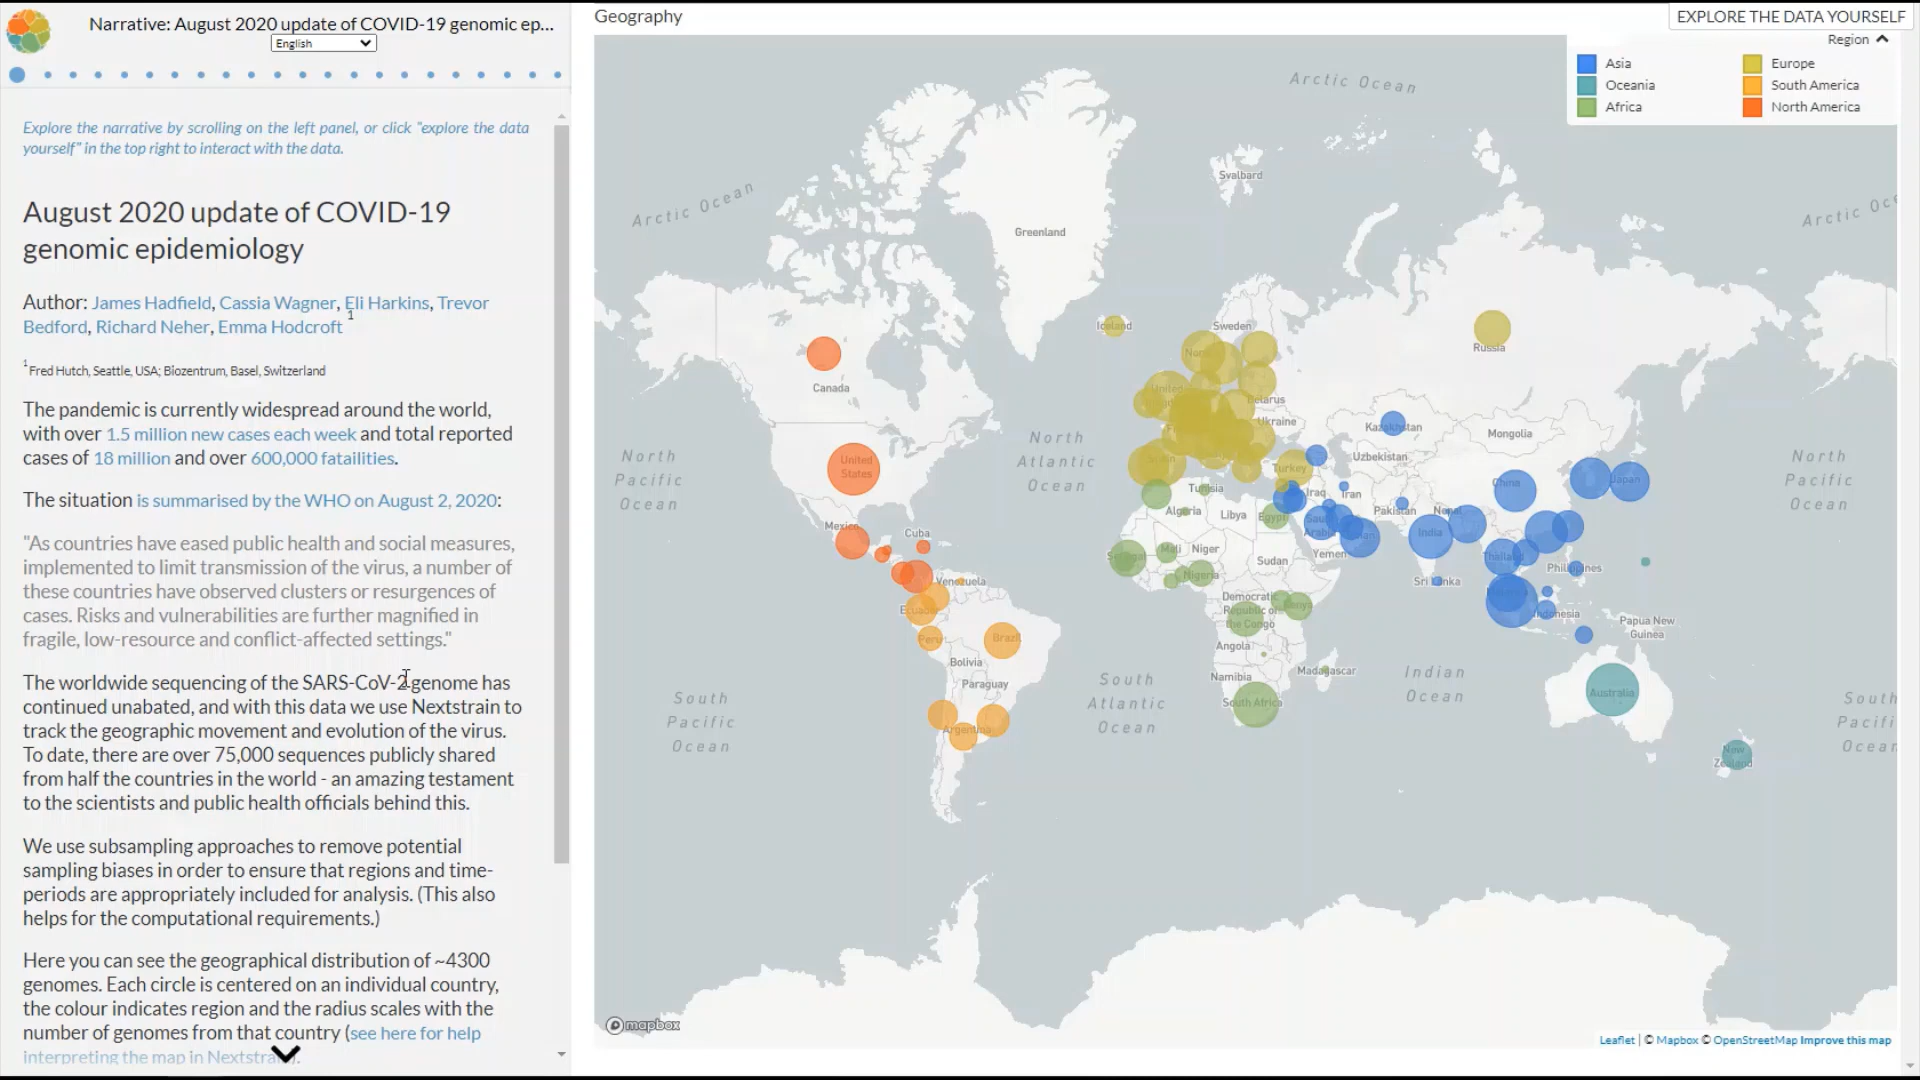 Narrative: August 2020 update of COVID-19 genomic ep...
English
Explore the narrative by scrolling on the left panel, or click "explore the data
yourself" in the top right to interact with the data.
August 2020 update of COVID-19
genomic epidemiology
Author: James Hadfield, Cassia Wagner, Eli Harkins, Trevor
Bedford, Richard Neher, Emma Hodcroft 1
1 Fred Hutch, Seattle, USA; Biozentrum, Basel, Switzerland
The pandemic is currently widespread around the world,
with over 1.5 million new cases each week and total reported
cases of 18 million and over 600,000 fatailities.
The situation is summarised by the WHO on August 2, 2020:
"As countries have eased public health and social measures,
implemented to limit transmission of the virus, a number of
these countries have observed clusters or resurgences of
cases. Risks and vulnerabilities are further magnified in
fragile, low-resource and conflict-affected settings."
The worldwide sequencing of the SARS-CoV-2 genome has
continued unabated, and with this data we use Nextstrain to
track the geographic movement and evolution of the virus.
To date, there are over 75,000 sequences publicly shared
from half the countries in the world - an amazing testament
to the scientists and public health officials behind this.
We use subsampling approaches to remove potential
sampling biases in order to ensure that regions and time-
periods are appropriately included for analysis. (This also
helps for the computational requirements.)
Here you can see the geographical distribution of ~4300
genomes. Each circle is centered on an individual country,
the colour indicates region and the radius scales with the
number of genomes from that country (see here for help
interpreting the map in Nextstrain).
Geography
EXPLORE THE DATA YOURSELF
Region
Asia
Oceania
Africa
Europe
South America
North America
Arctic Ocean
Arctic Ocean
Arctic Oce
Svalbard
Greenland
Iceland
Sweden
Russia
Canada
Belarus
Ukraine
Kazakhstan
Mongolia
North
Pacific
Ocean
North
Atlantic
Ocean
North
Pacific
Ocean
United
States
Uzbekistan
Turkey
China
Japan
Tunisia
Iraq
Iran
Algeria
Libya
Egypt
Pakistan
Mexico
Cuba
India
Mali
Niger
Sudan
Yemen
Thailand
Philippines
Nigeria
Venezuela
Sri Lanka
Democratic
Republic of
the Congo
Kenya
Indonesia
Papua New
Guinea
Ecuador
Peru
Brazil
Angola
Bolivia
Madagascar
Namibia
Paraguay
South
Pacific
Ocean
South
Atlantic
Ocean
Indian
Ocean
South
Pacifi
Ocean
South Africa
Australia
Argentina
New
Zealand
mapbox
Leaflet | © Mapbox © OpenStreetMap Improve this map